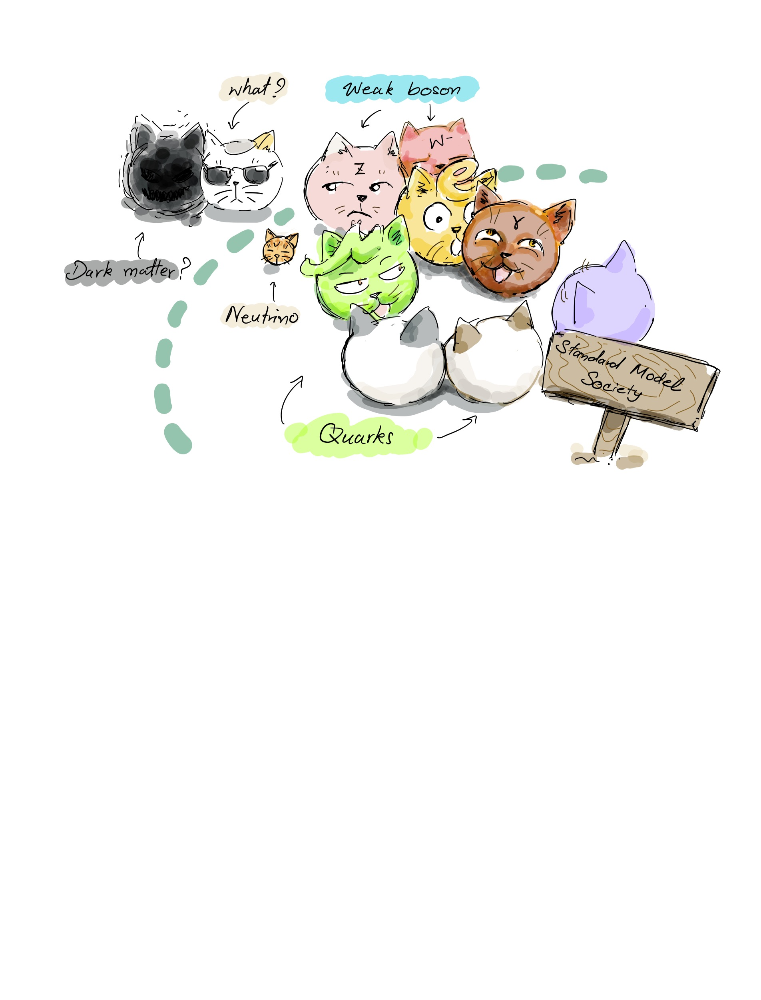 what?
Weak boson
W-
Z
γ
Dark matter?
Neutrino
Standard Model
Society
Quarks